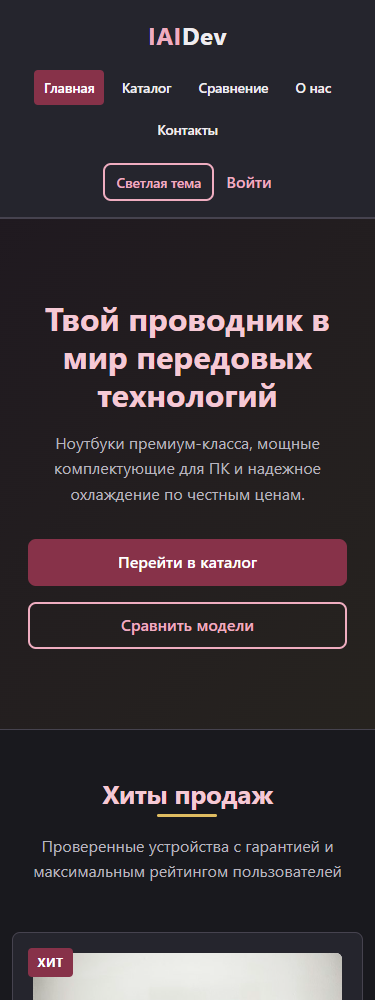 IAIDev
Главная Каталог Сравнение О нас
Контакты
Светлая тема Войти
Твой проводник в
мир передовых
технологий
Ноутбуки премиум-класса, мощные
комплектующие для ПК и надежное
охлаждение по честным ценам.
Перейти в каталог
Сравнить модели
Хиты продаж
Проверенные устройства с гарантией и
максимальным рейтингом пользователей
ХИТ